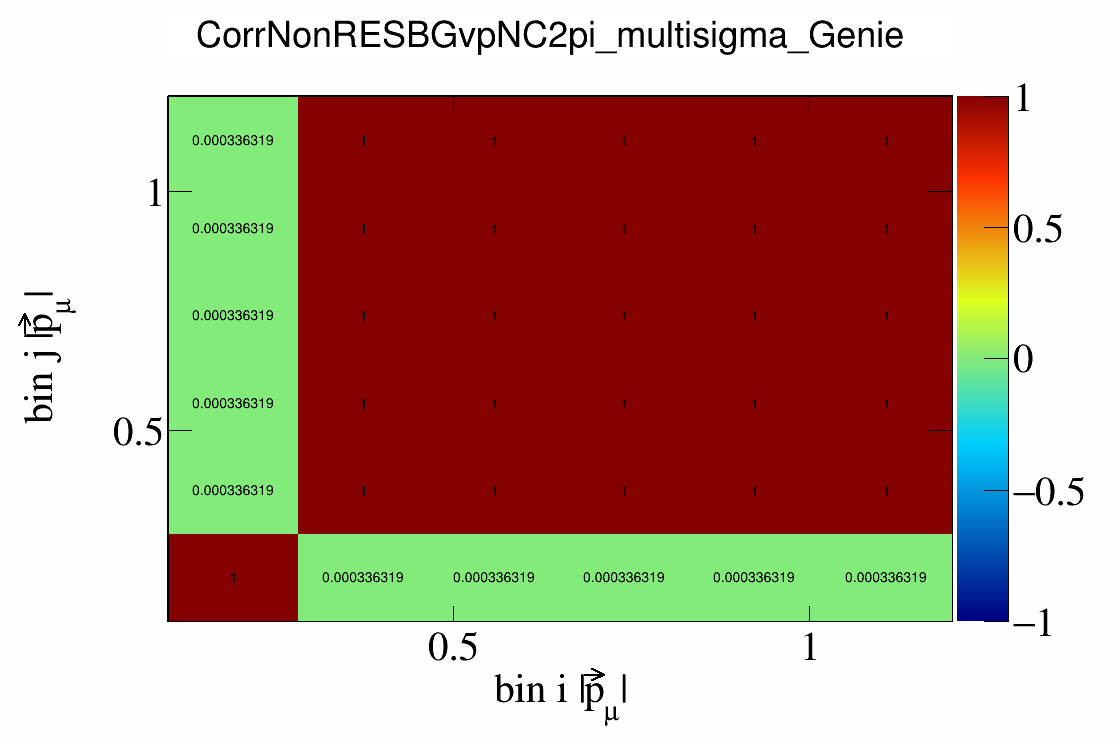 CorrNonRESBGvpNC2pi_multisigma_Genie
0.000336319 1 1 1 1 1
0.000336319 1 1 1 1 1
0.000336319 1 1 1 1 1
0.000336319 1 1 1 1 1
0.000336319 1 1 1 1 1
1 0.000336319 0.000336319 0.000336319 0.000336319 0.000336319
1
0.5
bin j |p⃗μ|
0.5 1
bin i |p⃗μ|
1
0.5
0
−0.5
−1